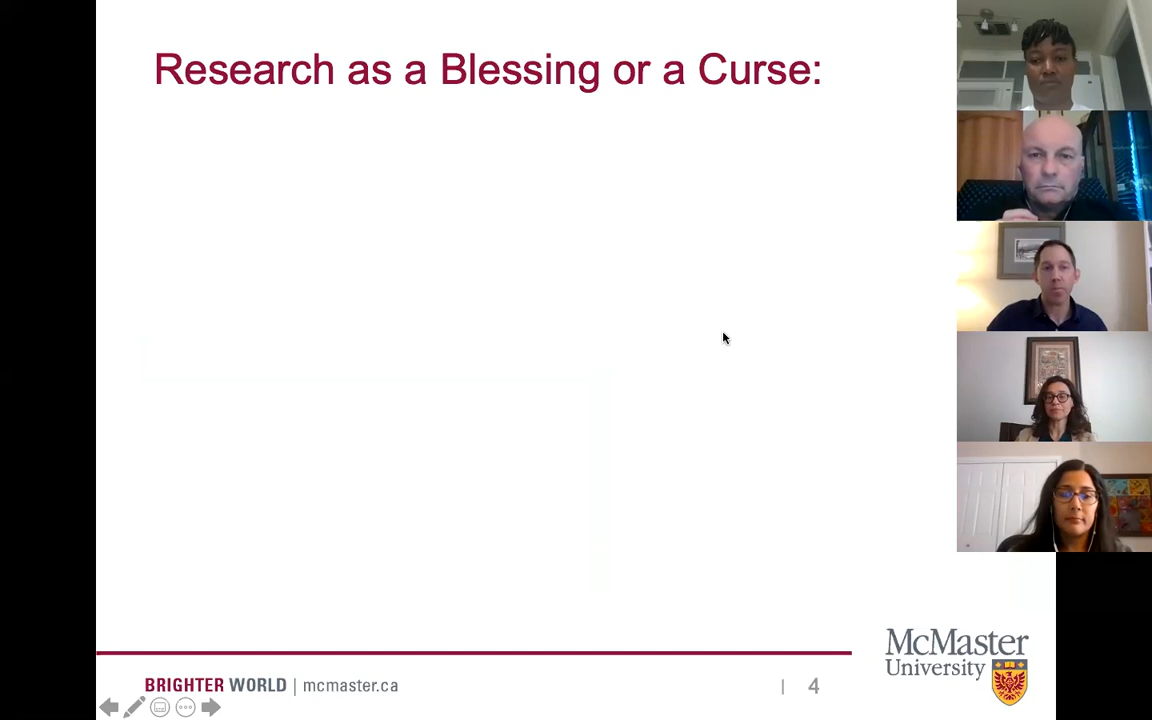 Research as a Blessing or a Curse:
McMaster
University
BRIGHTER WORLD | mcmaster.ca
| 4